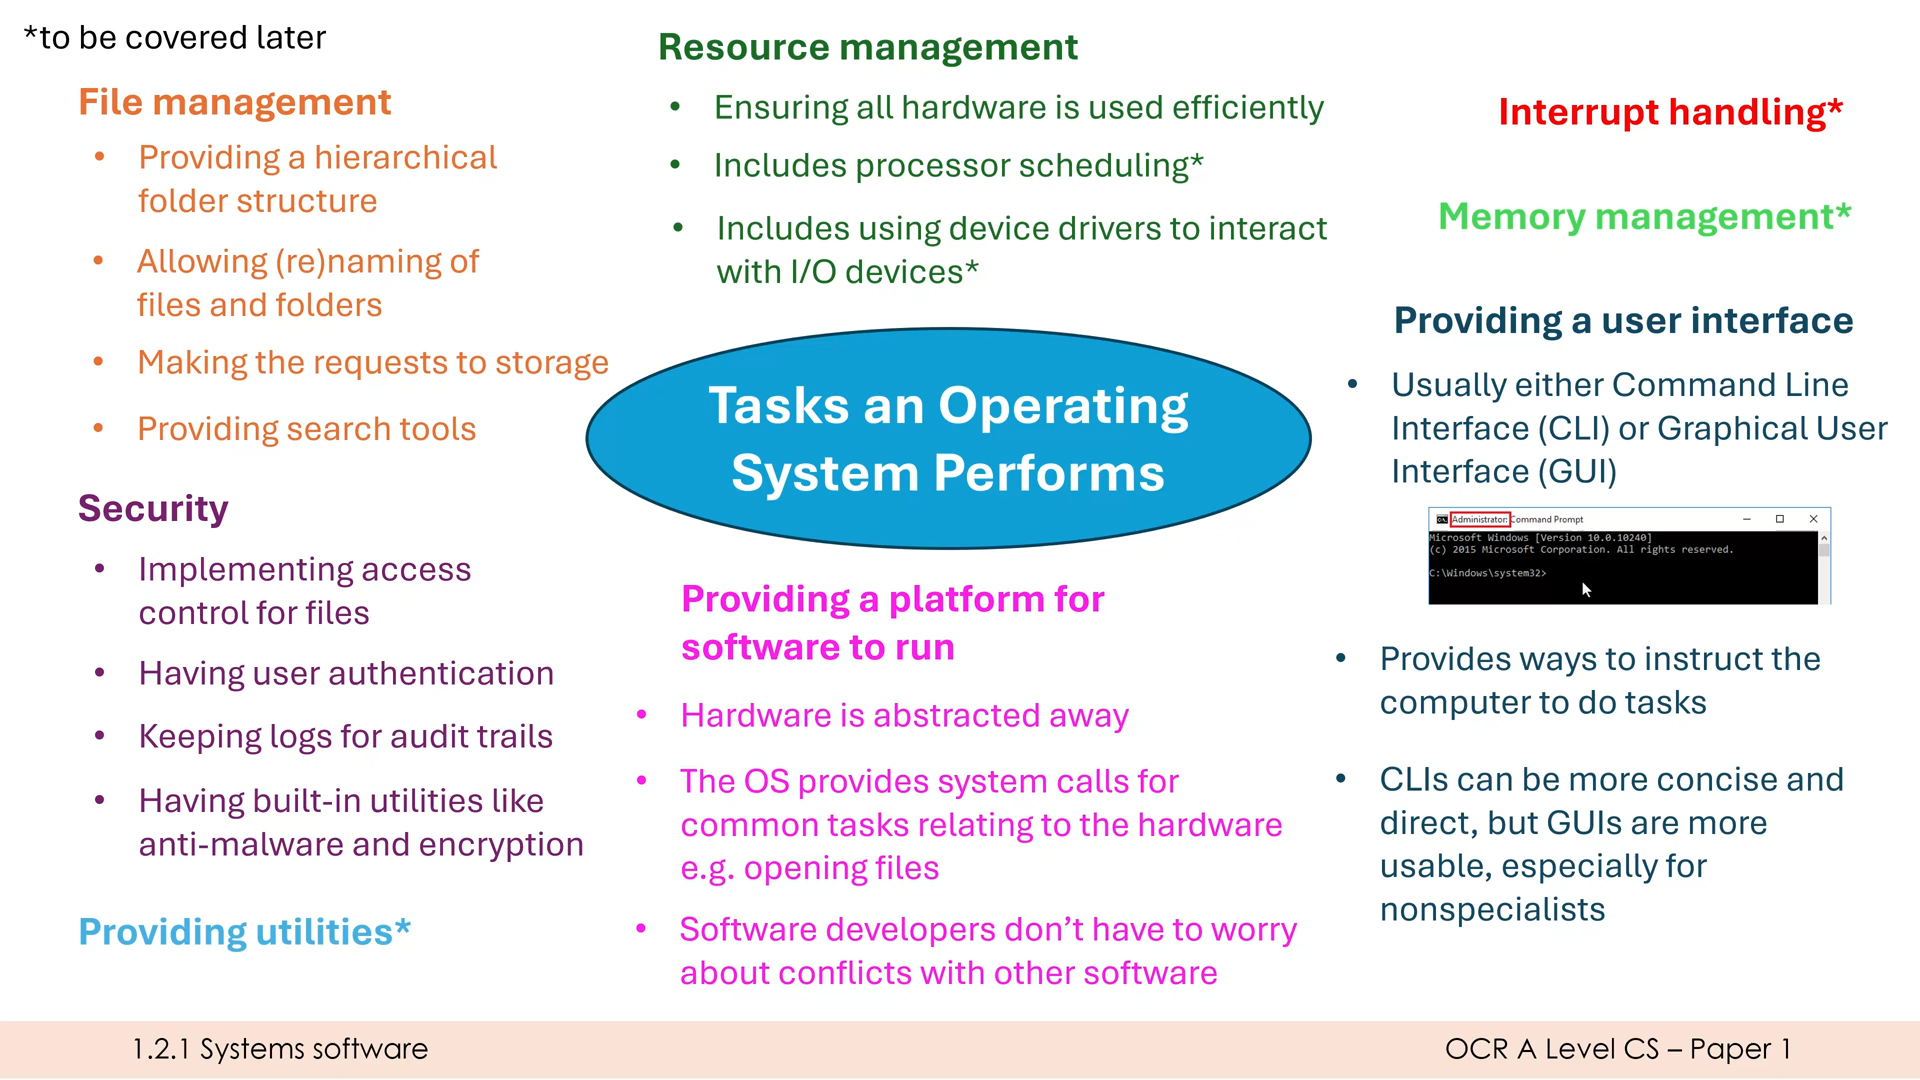 *to be covered later
File management
• Providing a hierarchical
folder structure
• Allowing (re)naming of
files and folders
• Making the requests to storage
• Providing search tools
Security
• Implementing access
control for files
• Having user authentication
• Keeping logs for audit trails
• Having built-in utilities like
anti-malware and encryption
Providing utilities*
Resource management
• Ensuring all hardware is used efficiently
• Includes processor scheduling*
• Includes using device drivers to interact
with I/O devices*
Tasks an Operating
System Performs
Providing a platform for
software to run
• Hardware is abstracted away
• The OS provides system calls for
common tasks relating to the hardware
e.g. opening files
• Software developers don’t have to worry
about conflicts with other software
Interrupt handling*
Memory management*
Providing a user interface
• Usually either Command Line
Interface (CLI) or Graphical User
Interface (GUI)
Administrator: Command Prompt
Microsoft Windows [Version 10.0.10240]
(c) 2015 Microsoft Corporation. All rights reserved.
C:\Windows\system32>
• Provides ways to instruct the
computer to do tasks
• CLIs can be more concise and
direct, but GUIs are more
usable, especially for
nonspecialists
1.2.1 Systems software
OCR A Level CS – Paper 1